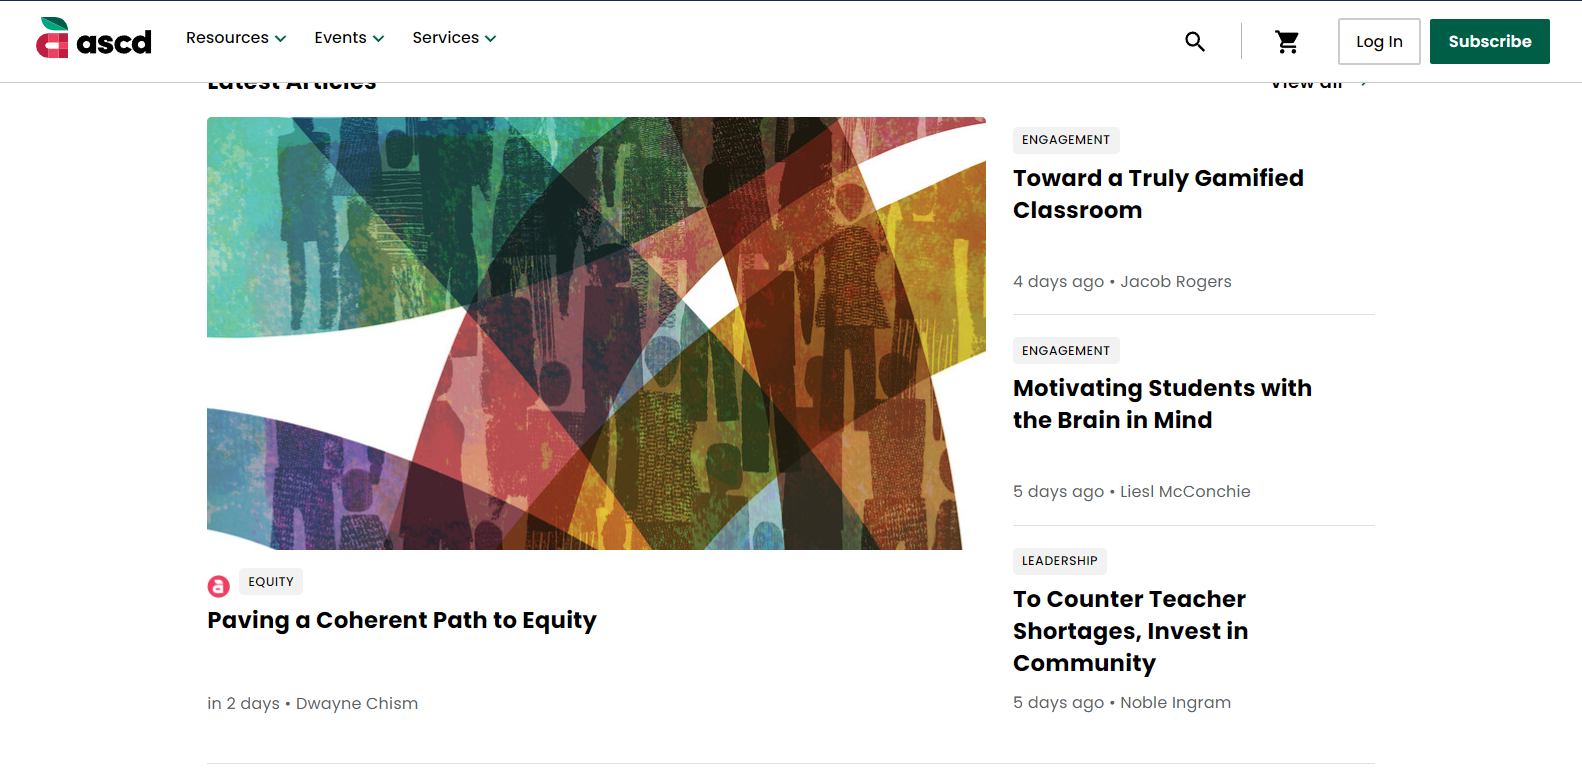 ascd
Resources
Events
Services
Log In
Subscribe
Latest Articles
View all
ENGAGEMENT
Toward a Truly Gamified
Classroom
4 days ago • Jacob Rogers
ENGAGEMENT
Motivating Students with
the Brain in Mind
5 days ago • Liesl McConchie
LEADERSHIP
To Counter Teacher
Shortages, Invest in
Community
5 days ago • Noble Ingram
a
EQUITY
Paving a Coherent Path to Equity
in 2 days • Dwayne Chism